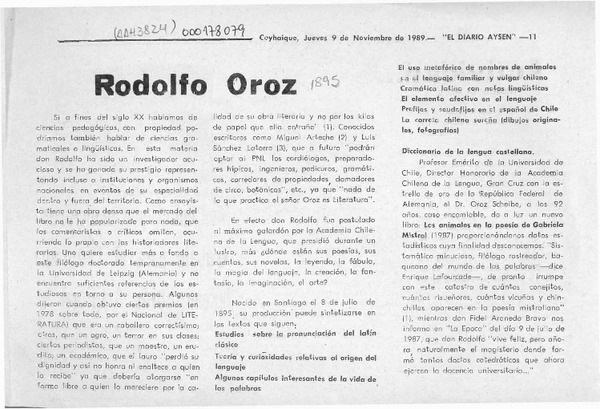 (AAH3824) 000178079
Coyhaique, Jueves 9 de Noviembre de 1989.— "EL DIARIO AYSEN" —11
Rodolfo Oroz 1895
Si a fines del siglo XX hablamos de
ciencias pedagógicas, con propiedad po-
dríamos también hablar de ciencias gra-
maticales o lingüísticas. En esta materia
don Rodolfo ha sido un investigador acu-
cioso y se ha ganado su prestigio represen-
tando incluso a instituciones y organismos
nacionales, en eventos de su especialidad
dentro y fuera del territorio. Como ensayis-
ta tiene una obra densa que el mercado del
libro no le ha popularizado para nada, que
los comentaristas o críticos omiten, ocu-
rriendo lo propio con los historiadores lite-
rarios. Uno quiere estudiar más a fondo a
este filólogo doctorado tempranamente en
la Universidad de Leipzig (Alemania) y no
encuentra suficientes referencias de los es-
tudiosos en torno a su persona. Algunos
dijeron cuando obtuvo ciertos premios (en
1978 sobre todo, por el Nacional de LITE-
RATURA) que era un caballero correctísimo;
otros, que un ogro, un terror en sus clases;
ciertos periodistas, que un maestro, un eru-
dito; un académico, que el lauro "perdió su
dignidad y así no honra ni enaltece a quien
lo recibe" ya que debería otorgarse "en
forma libre a quien lo mereciere por la ca-
lidad de su obra literaria y no por los kilos
de papel que ella entraña" (1). Conocidos
escritores como Miguel Arteche (2) y Luis
Sánchez Latorre (3), que a futuro "podrán
optar al PNL los cardiólogos, preparado-
res hípicos, ingenieros, pedicuros, gramáti-
cos, corredores de propiedades, domadores
de circo, botánicos", etc., ya que "nada de
lo que practica el señor Oroz es Literatura".
En efecto don Rodolfo fue postulado
al máximo galardón por la Academia Chile-
na de la Lengua, que presidió durante un
lustro, más ¿dónde están sus poesías, sus
cuentos, sus novelas, la leyenda, la fábula,
la magia del lenguaje, la creación, la fan-
tasía, la imaginación, el arte?
Nacido en Santiago el 8 de julio de
1895, su producción puede sintetizarse en
los textos que siguen:
Estudios sobre la pronunciación del latín
clásico
Teoría y curiosidades relativas al origen del
lenguaje
Algunos capítulos interesantes de la vida de
las palabras
El uso metafórico de nombres de animales
en el lenguaje familiar y vulgar chileno
Gramática latina con notas lingüísticas
El elemento afectivo en el lenguaje
Prefijos y seudofijos en el español de Chile
La carreta chilena sureña (dibujos origina-
les, fotografías)
Diccionario de la lengua castellana.
Profesor Emérito de la Universidad de
Chile, Director Honorario de la Academia
Chilena de la Lengua, Gran Cruz con la es-
trella de oro de la República Federal de
Alemania, el Dr. Oroz Scheibe, a los 92
años, caso encomiable, da a luz un nuevo
libro: Los animales en la poesía de Gabriela
Mistral (1987) proporcionándonos datos es-
tadísticos cuya finalidad desconocemos. "Sis-
temático minucioso, filólogo rastreador, ba-
queano del mundo de las palabras —dice
Enrique Lafourcade—, de pronto irrumpe
con este catastro de cuántos conejitos,
cuántos risueñores, cuántas vicuñas y chin-
chillas aparecen en la poesía mistraliana"
(1), mientras don Fidel Araneda Bravo nos
informa en "La Epoca" del día 9 de julio de
1987, que don Rodolfo "vive feliz, pero año-
ra naturalmente el magisterio donde for-
mó tantos doctos catedráticos que ahora
ejercen la docencia universitaria..."